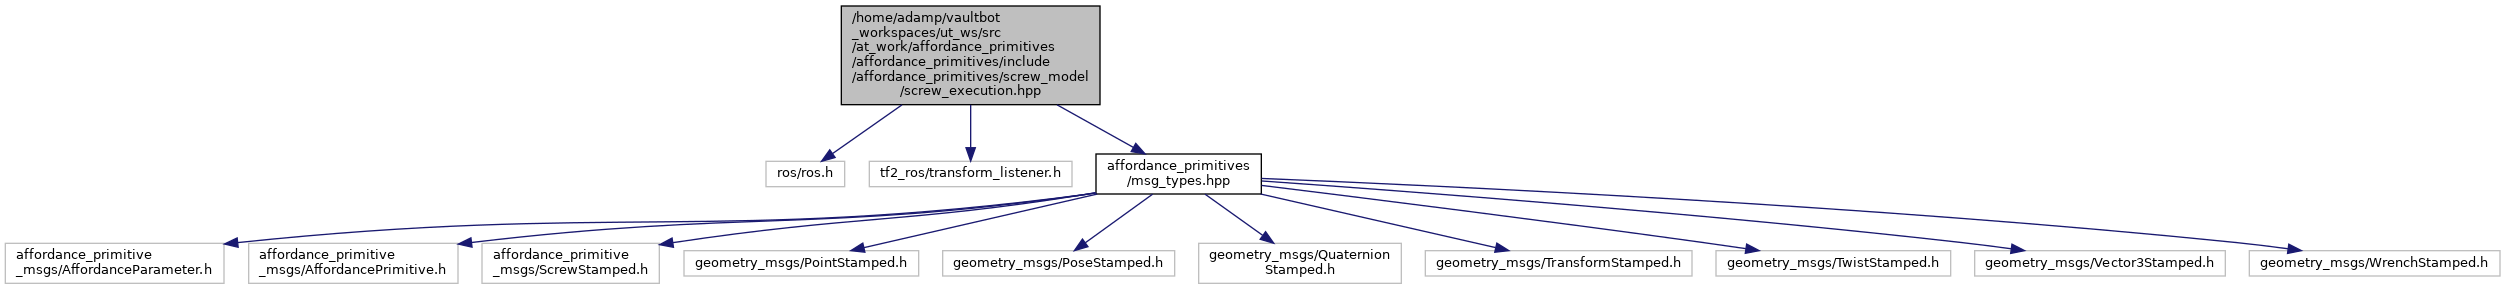 /home/adamp/vaultbot
_workspaces/ut_ws/src
/at_work/affordance_primitives
/affordance_primitives/include
/affordance_primitives/screw_model
/screw_execution.hpp
ros/ros.h
tf2_ros/transform_listener.h
affordance_primitives
/msg_types.hpp
affordance_primitive
_msgs/AffordanceParameter.h
affordance_primitive
_msgs/AffordancePrimitive.h
affordance_primitive
_msgs/ScrewStamped.h
geometry_msgs/PointStamped.h
geometry_msgs/PoseStamped.h
geometry_msgs/Quaternion
Stamped.h
geometry_msgs/TransformStamped.h
geometry_msgs/TwistStamped.h
geometry_msgs/Vector3Stamped.h
geometry_msgs/WrenchStamped.h